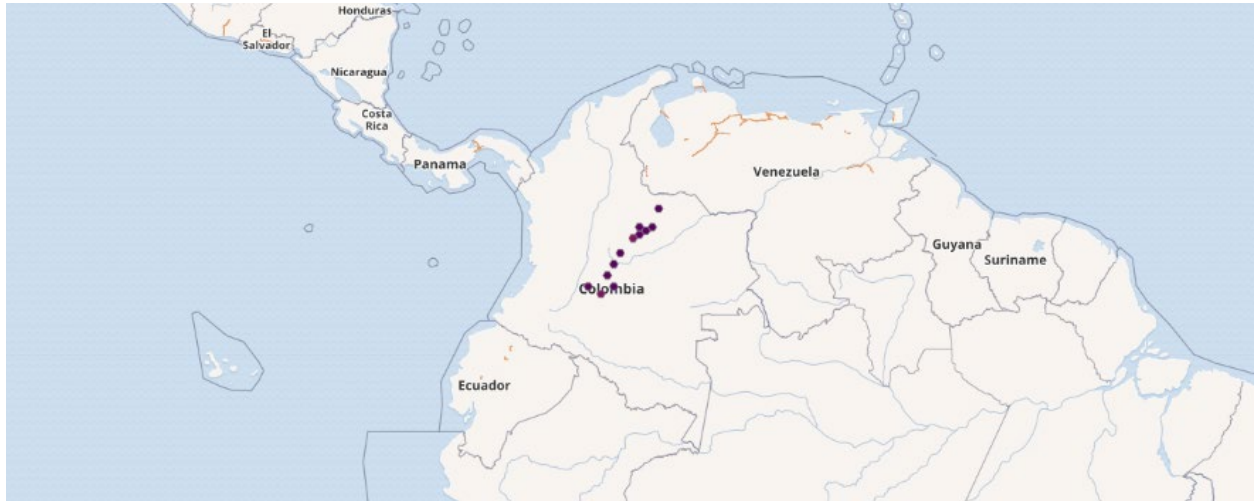 Honduras
El
Salvador
Nicaragua
Costa
Rica
Panama
Venezuela
Guyana
Suriname
Colombia
Ecuador